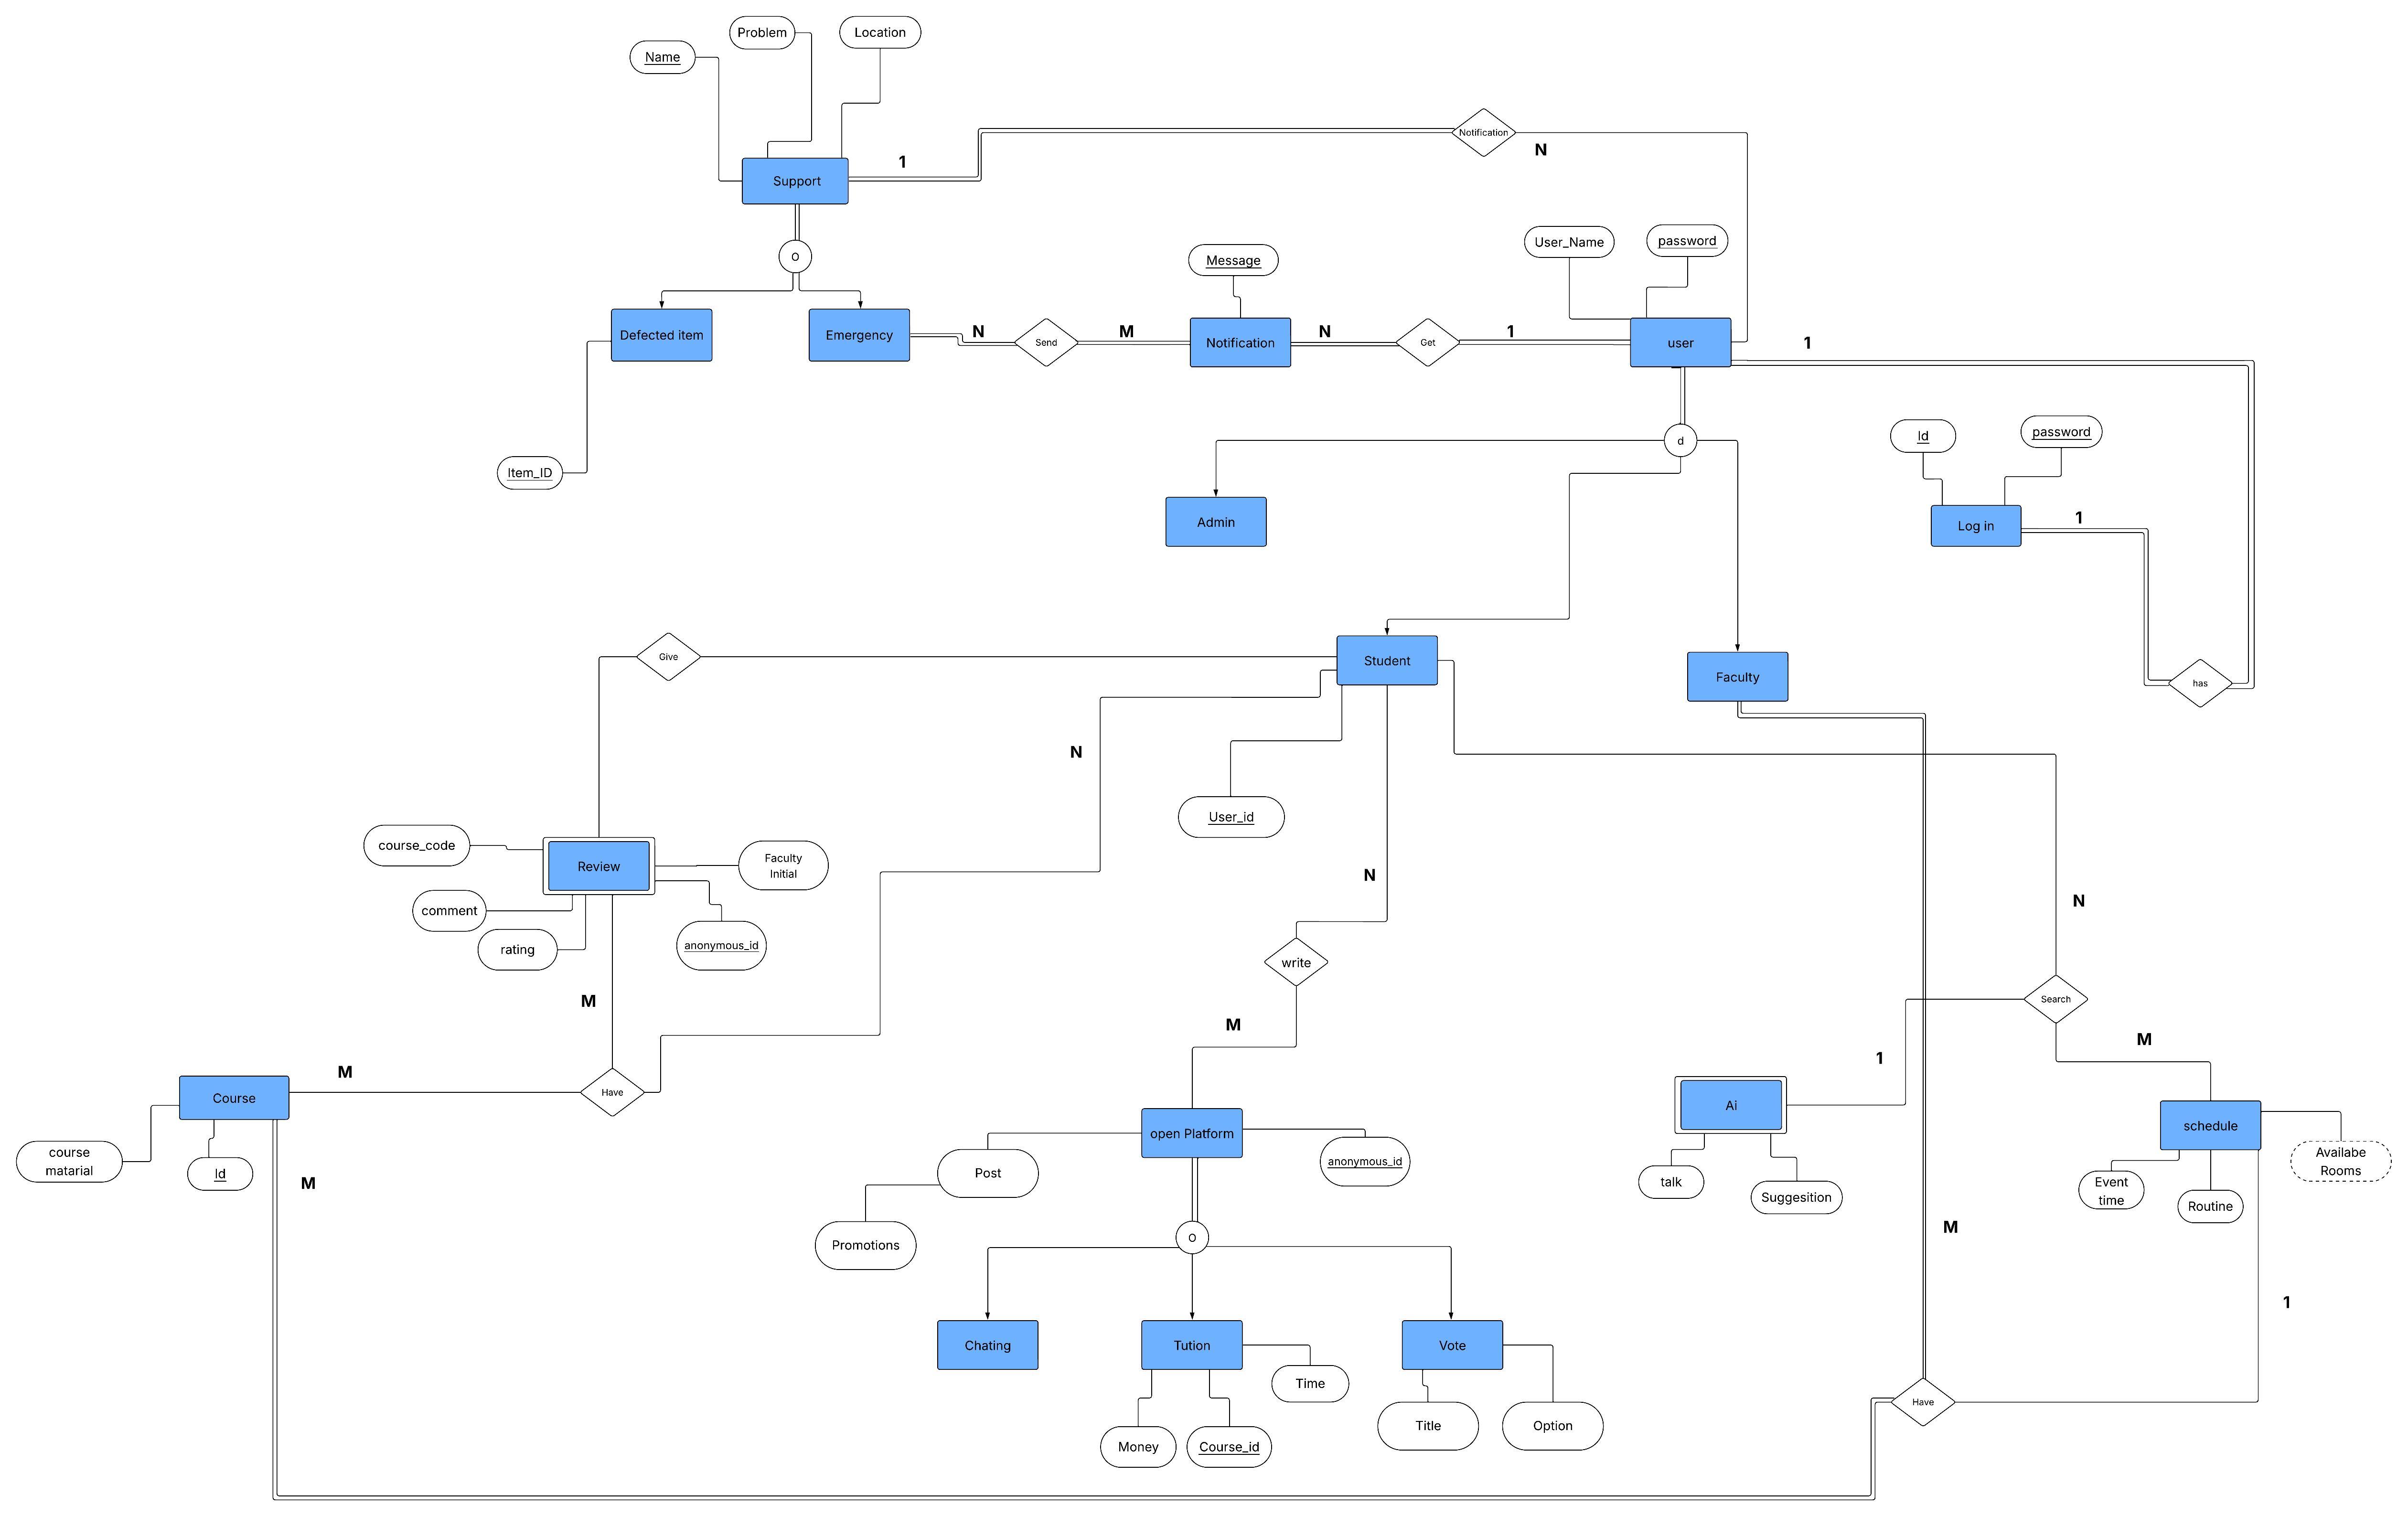 Problem
Location
Name
Notification
N
1
Support
User_Name
password
Message
O
Defected item
Emergency
N
Send
M
Notification
N
Get
1
user
1
d
Id
password
Item_ID
Admin
Log in
1
Give
Student
Faculty
has
N
User_id
course_code
Review
Faculty
Initial
N
comment
anonymous_id
rating
N
write
M
Search
M
M
1
M
Have
Course
Ai
schedule
open Platform
course
matarial
Id
M
Post
anonymous_id
talk
Suggesition
Event
time
Routine
Availabe
Rooms
Promotions
O
M
1
Chating
Tution
Vote
Time
Have
Money
Course_id
Title
Option